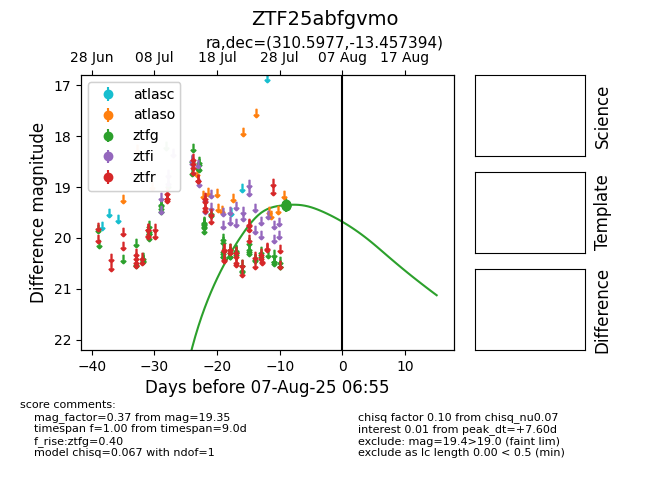 ZTF25abfgvmo
ra,dec=(310.5977,-13.457394)
28 Jun 08 Jul 18 Jul 28 Jul 07 Aug 17 Aug
atlasc
atlaso
ztfg
ztfi
ztfr
17
18
19
20
21
22
Difference magnitude
−40 −30 −20 −10 0 10
Days before 07-Aug-25 06:55
Science
Template
Difference
score comments:
mag_factor=0.37 from mag=19.35
timespan f=1.00 from timespan=9.0d
f_rise:ztfg=0.40
model chisq=0.067 with ndof=1
chisq factor 0.10 from chisq_nu0.07
interest 0.01 from peak_dt=+7.60d
exclude: mag=19.4>19.0 (faint lim)
exclude as lc length 0.00 < 0.5 (min)